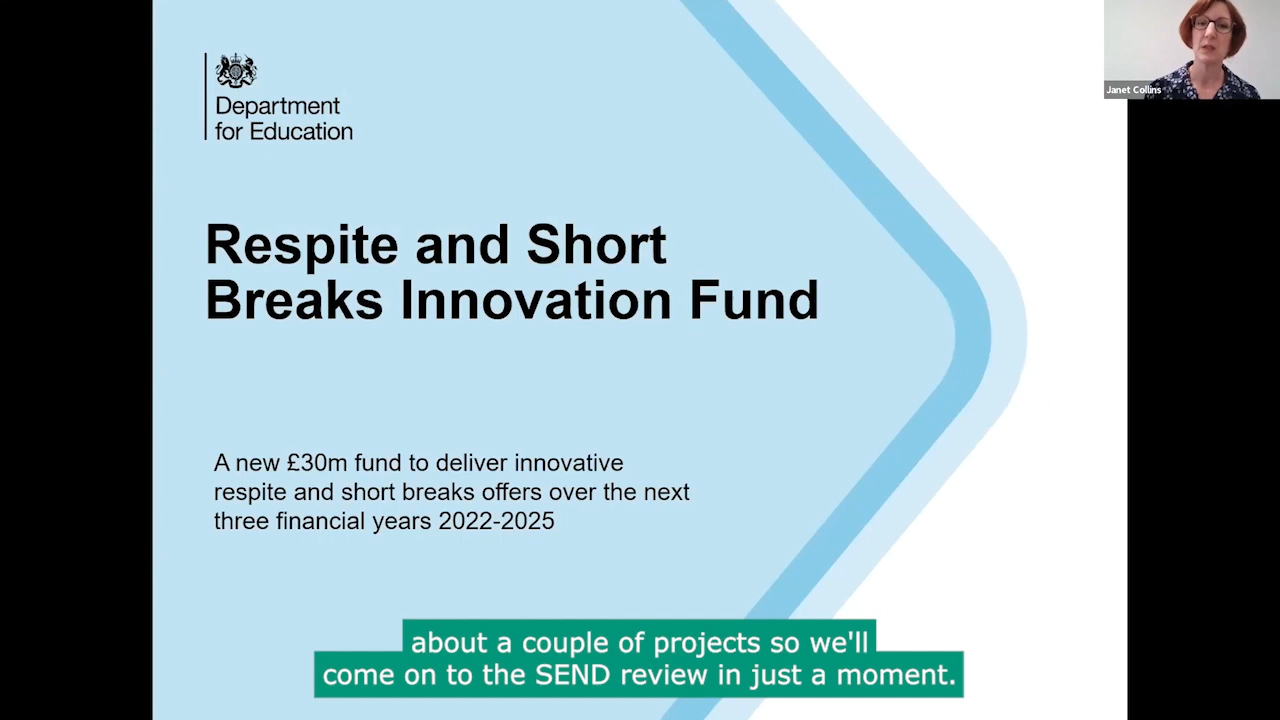 Department
for Education
Janet Collins
Respite and Short
Breaks Innovation Fund
A new £30m fund to deliver innovative
respite and short breaks offers over the next
three financial years 2022-2025
about a couple of projects so we'll
come on to the SEND review in just a moment.